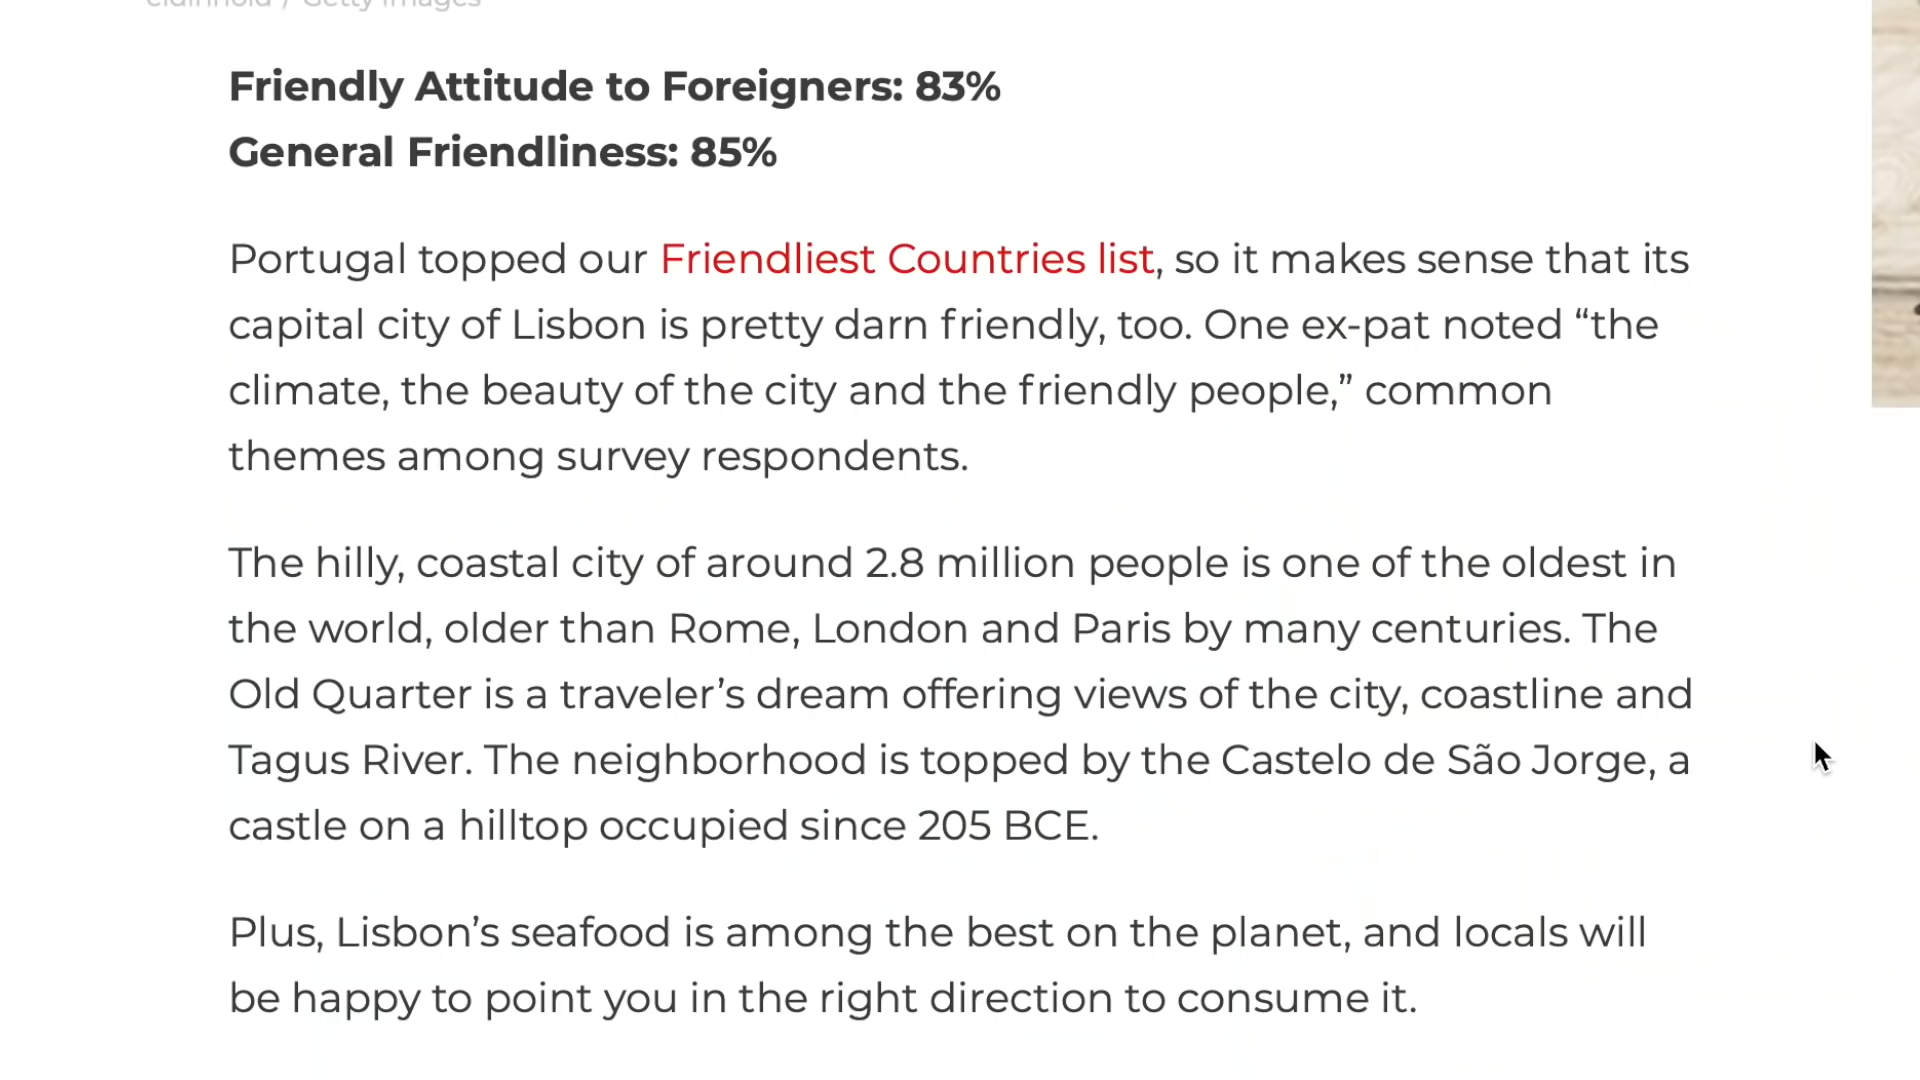 Friendly Attitude to Foreigners: 83%
General Friendliness: 85%
Portugal topped our Friendliest Countries list, so it makes sense that its
capital city of Lisbon is pretty darn friendly, too. One ex-pat noted “the
climate, the beauty of the city and the friendly people,” common
themes among survey respondents.
The hilly, coastal city of around 2.8 million people is one of the oldest in
the world, older than Rome, London and Paris by many centuries. The
Old Quarter is a traveler’s dream offering views of the city, coastline and
Tagus River. The neighborhood is topped by the Castelo de São Jorge, a
castle on a hilltop occupied since 205 BCE.
Plus, Lisbon’s seafood is among the best on the planet, and locals will
be happy to point you in the right direction to consume it.